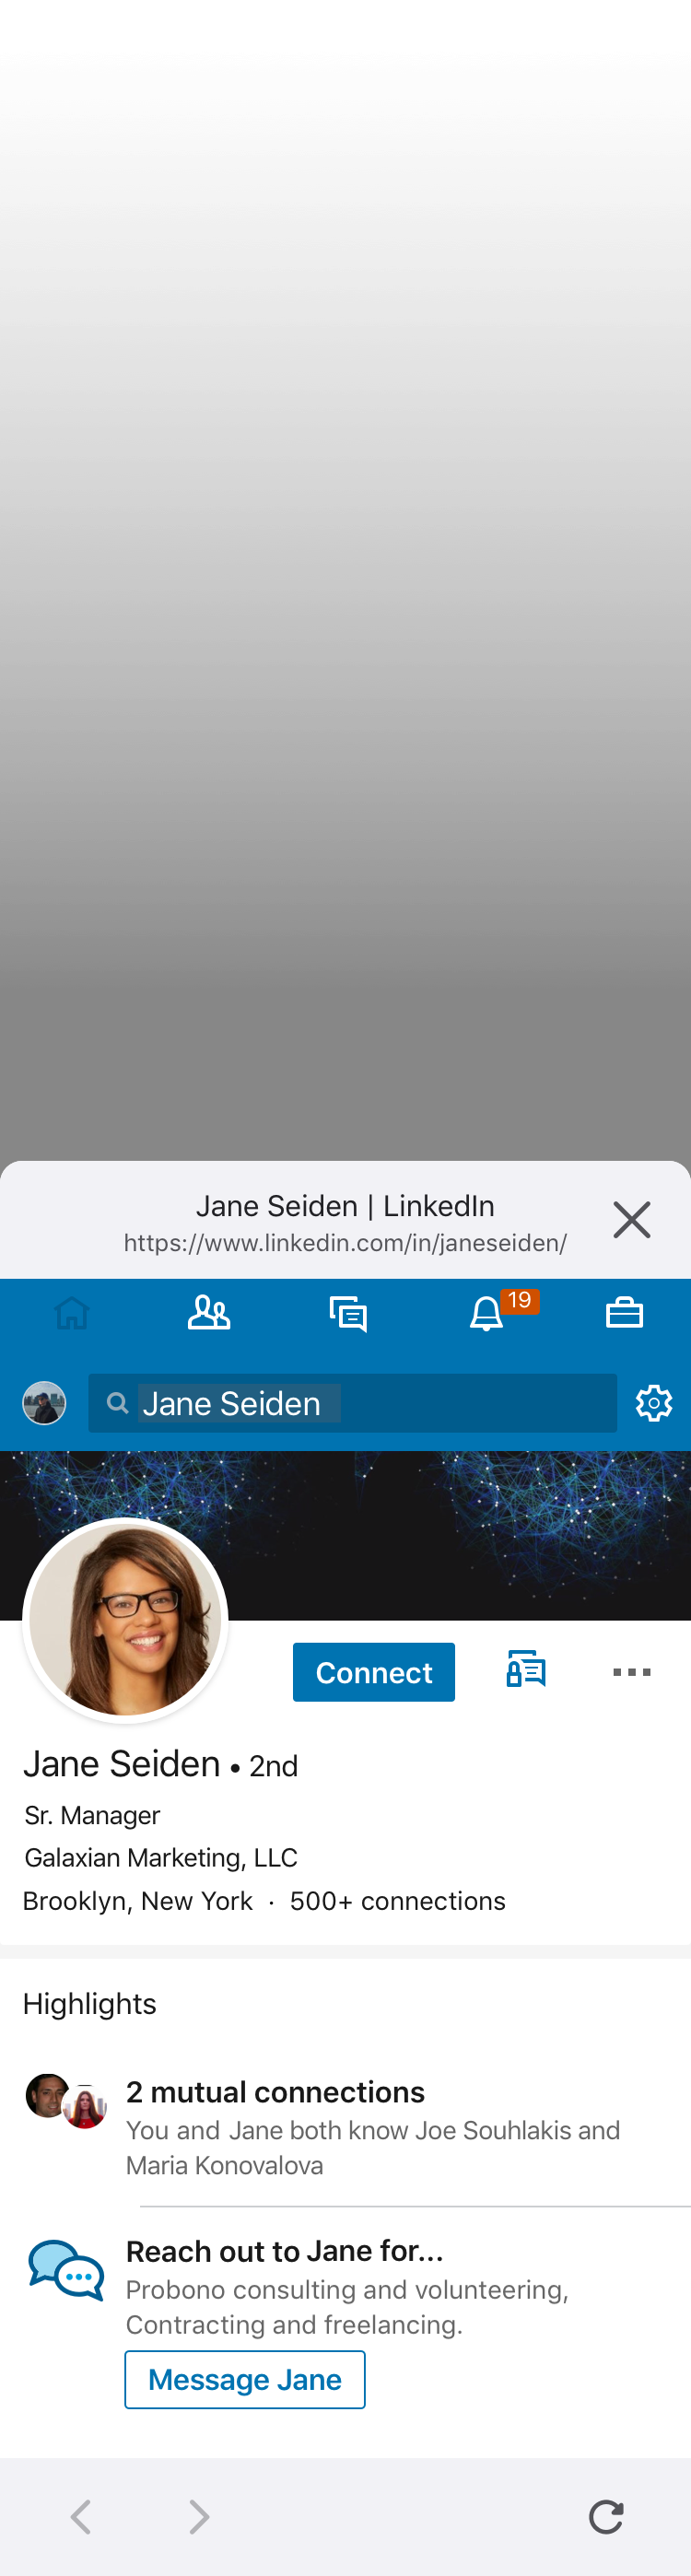 Jane Seiden | LinkedIn
https://www.linkedin.com/in/janeseiden/
19
Jane Seiden
Connect
Jane Seiden • 2nd
Sr. Manager
Galaxian Marketing, LLC
Brooklyn, New York · 500+ connections
Highlights
2 mutual connections
You and Jane both know Joe Souhlakis and
Maria Konovalova
Reach out to Jane for...
Probono consulting and volunteering,
Contracting and freelancing.
Message Jane